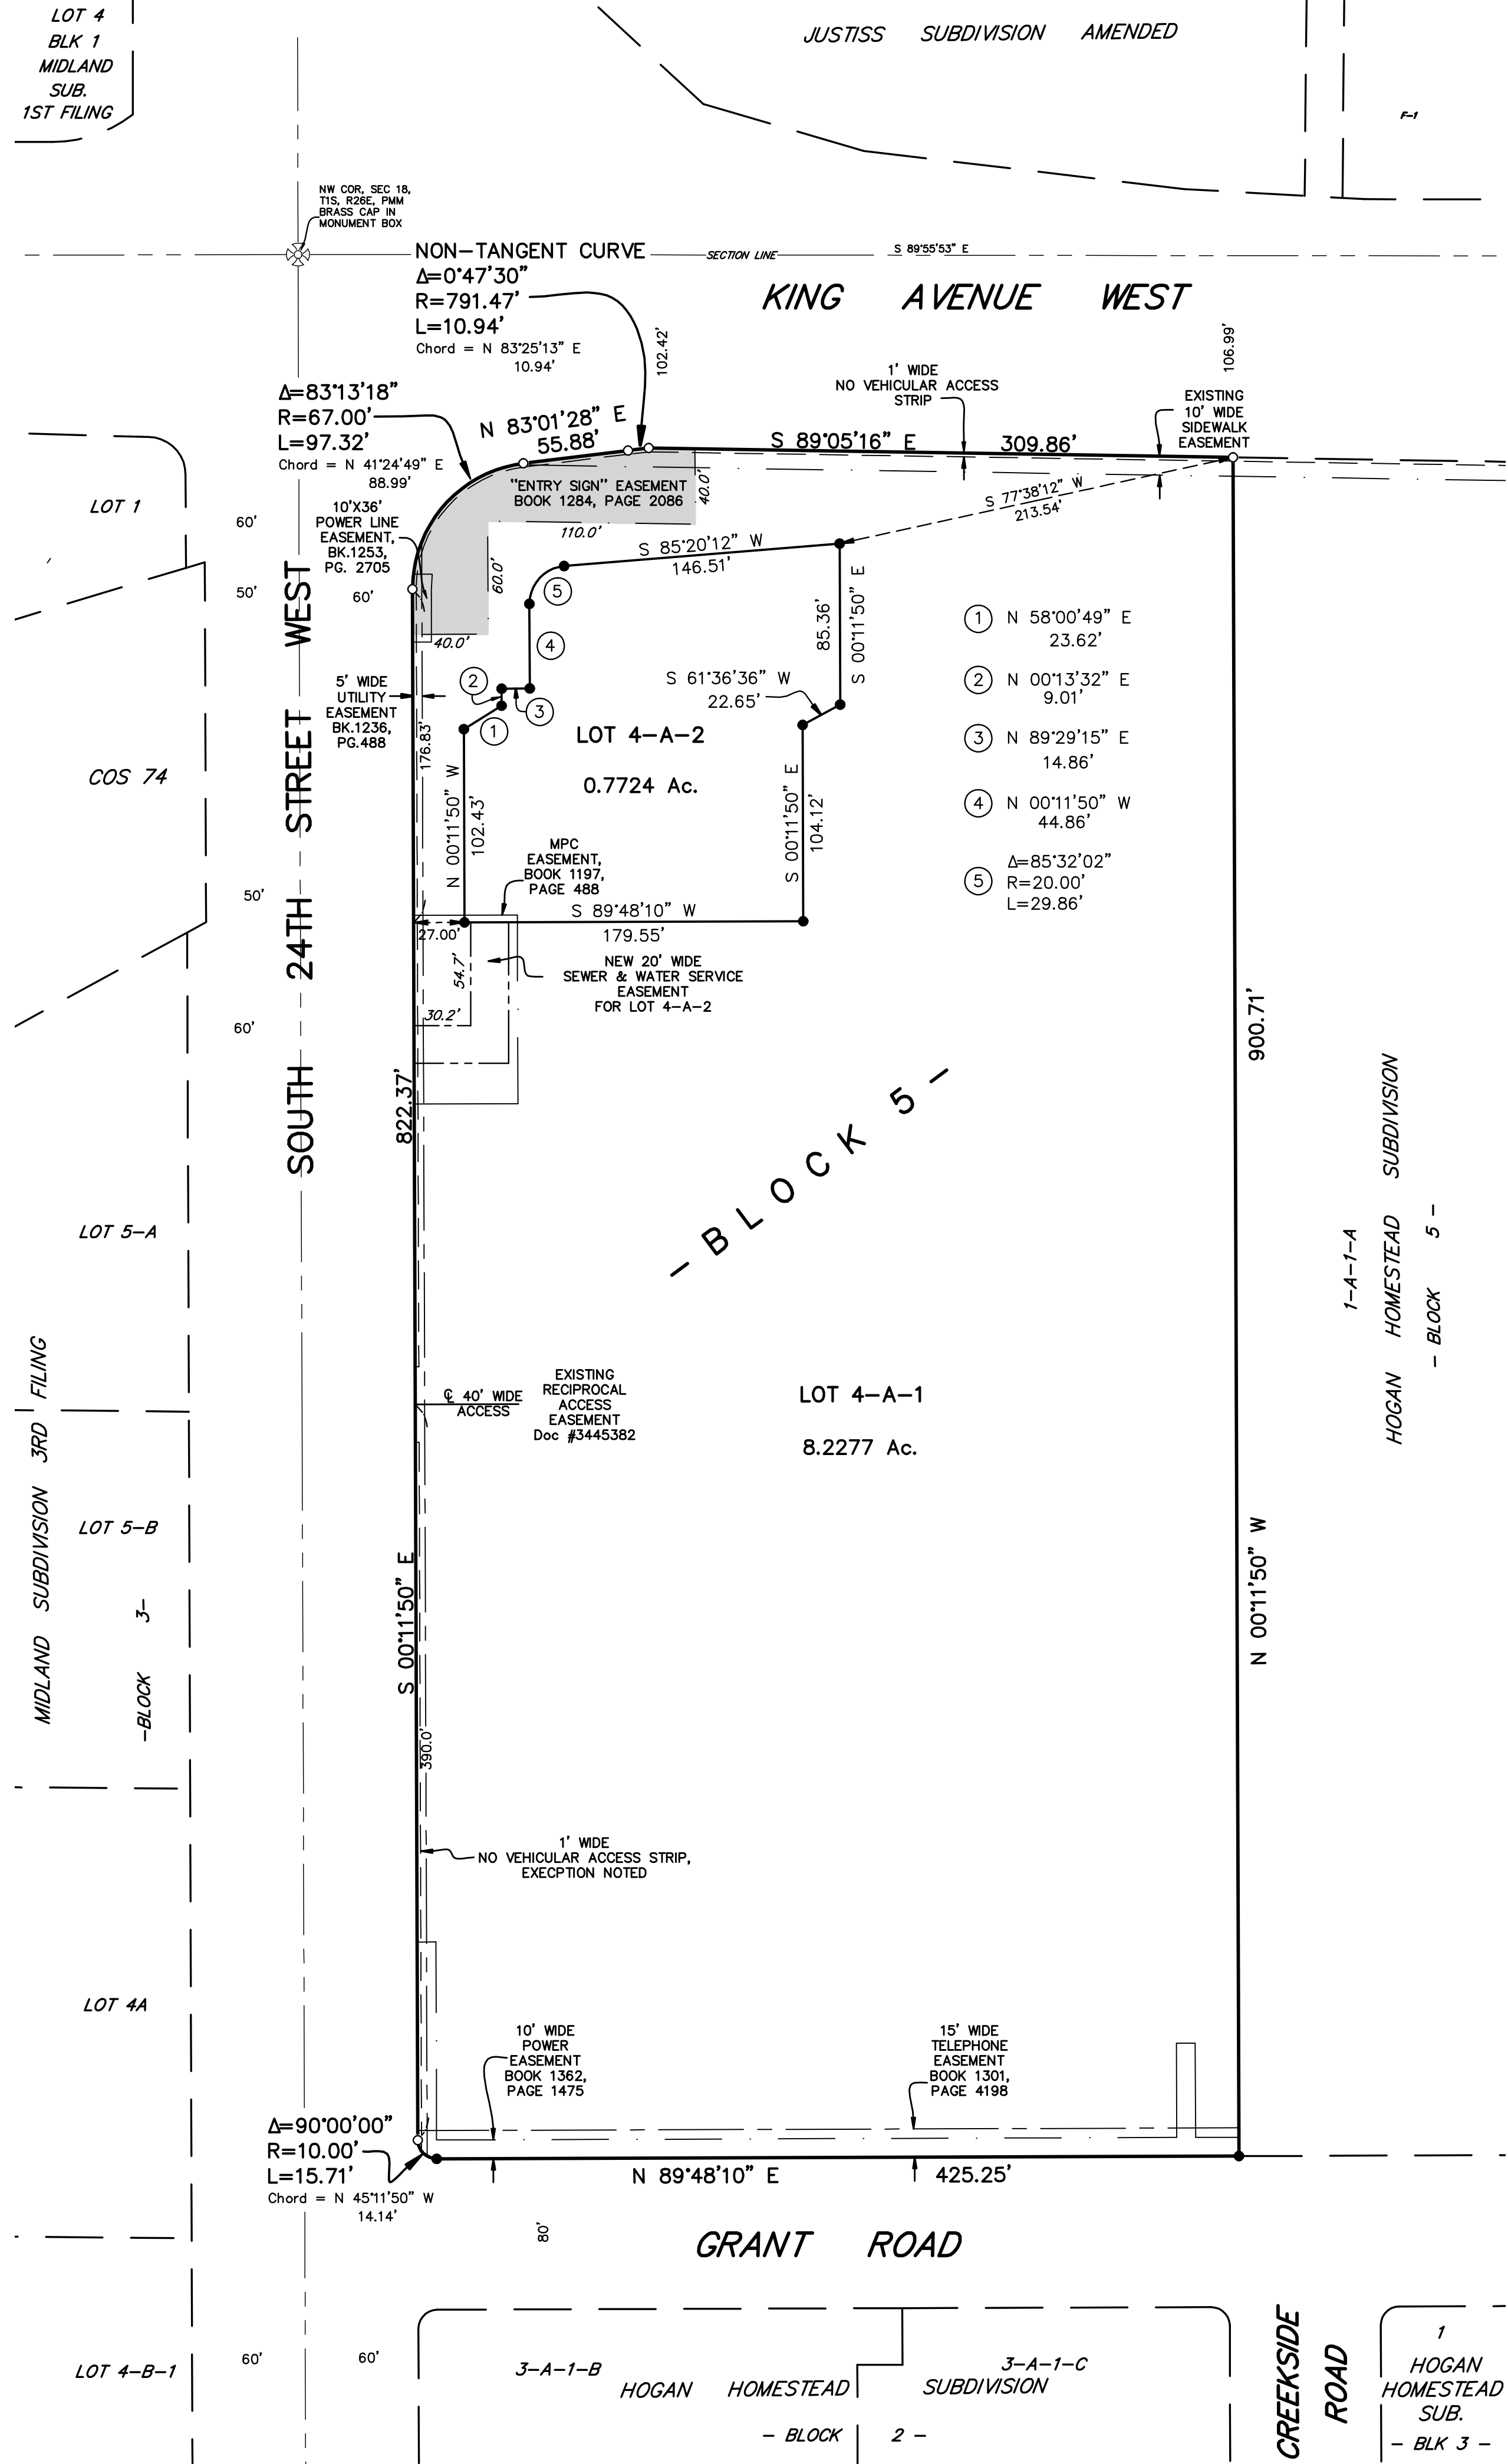 LOT 4
BLK 1
MIDLAND
SUB.
1ST FILING
JUSTISS SUBDIVISION AMENDED
F-1
NW COR, SEC 18,
T1S, R26E, PMM
BRASS CAP IN
MONUMENT BOX
NON-TANGENT CURVE
Δ=0°47'30"
R=791.47'
L=10.94'
Chord = N 83°25'13" E
10.94'
SECTION LINE
S 89°55'53" E
KING AVENUE WEST
102.42'
106.99'
1' WIDE
NO VEHICULAR ACCESS
STRIP
EXISTING
10' WIDE
SIDEWALK
EASEMENT
Δ=83°13'18"
R=67.00'
L=97.32'
Chord = N 41°24'49" E
88.99'
N 83°01'28" E
55.88'
S 89°05'16" E 309.86'
"ENTRY SIGN" EASEMENT
BOOK 1284, PAGE 2086
40.0'
110.0'
60.0'
40.0'
S 77°38'12" W
213.54'
LOT 1
60'
50'
60'
10'X36'
POWER LINE
EASEMENT,
BK.1253,
PG. 2705
S 85°20'12" W
146.51'
5
4
2
3
1
85.36'
S 00°11'50" E
S 61°36'36" W
22.65'
1 N 58°00'49" E
23.62'
2 N 00°13'32" E
9.01'
3 N 89°29'15" E
14.86'
4 N 00°11'50" W
44.86'
5 Δ=85°32'02"
R=20.00'
L=29.86'
5' WIDE
UTILITY
EASEMENT
BK.1236,
PG.488
176.83'
LOT 4-A-2
0.7724 Ac.
COS 74
SOUTH 24TH STREET WEST
N 00°11'50" W
102.43'
S 00°11'50" E
104.12'
MPC
EASEMENT,
BOOK 1197,
PAGE 488
50'
S 89°48'10" W
179.55'
27.00'
54.7'
30.2'
NEW 20' WIDE
SEWER & WATER SERVICE
EASEMENT
FOR LOT 4-A-2
60'
822.37'
900.71'
- BLOCK 5 -
LOT 5-A
1-A-1-A
HOGAN HOMESTEAD SUBDIVISION
- BLOCK 5 -
℄ 40' WIDE
ACCESS
EXISTING
RECIPROCAL
ACCESS
EASEMENT
Doc #3445382
LOT 4-A-1
8.2277 Ac.
MIDLAND SUBDIVISION 3RD FILING
LOT 5-B
-BLOCK 3-
S 00°11'50" E
N 00°11'50" W
390.0'
1' WIDE
NO VEHICULAR ACCESS STRIP,
EXECPTION NOTED
LOT 4A
10' WIDE
POWER
EASEMENT
BOOK 1362,
PAGE 1475
15' WIDE
TELEPHONE
EASEMENT
BOOK 1301,
PAGE 4198
Δ=90°00'00"
R=10.00'
L=15.71'
Chord = N 45°11'50" W
14.14'
N 89°48'10" E 425.25'
80'
GRANT ROAD
LOT 4-B-1
60'
60'
3-A-1-B
3-A-1-C
HOGAN HOMESTEAD SUBDIVISION
- BLOCK 2 -
CREEKSIDE
ROAD
1
HOGAN
HOMESTEAD
SUB.
- BLK 3 -